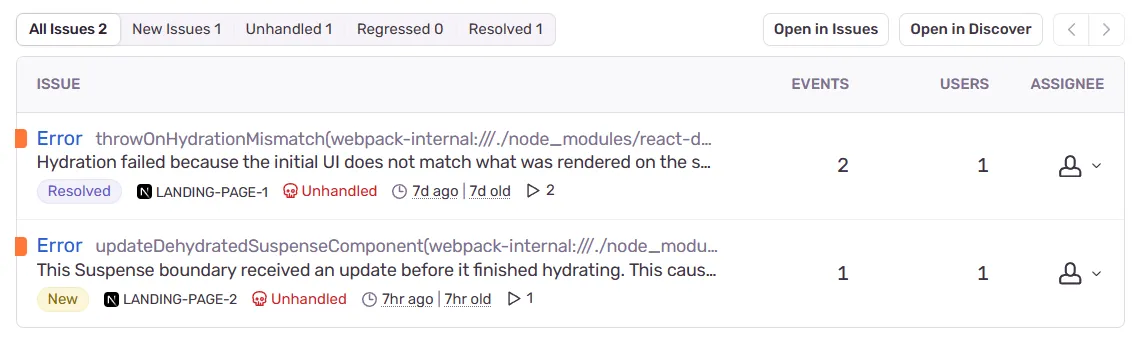 All Issues 2 New Issues 1 Unhandled 1 Regressed 0 Resolved 1 Open in Issues Open in Discover
ISSUE EVENTS USERS ASSIGNEE
Error throwOnHydrationMismatch(webpack-internal:///./node_modules/react-d…
Hydration failed because the initial UI does not match what was rendered on the s… 2 1
Resolved LANDING-PAGE-1 Unhandled 7d ago | 7d old 2
Error updateDehydratedSuspenseComponent(webpack-internal:///./node_modu…
This Suspense boundary received an update before it finished hydrating. This caus… 1 1
New LANDING-PAGE-2 Unhandled 7hr ago | 7hr old 1